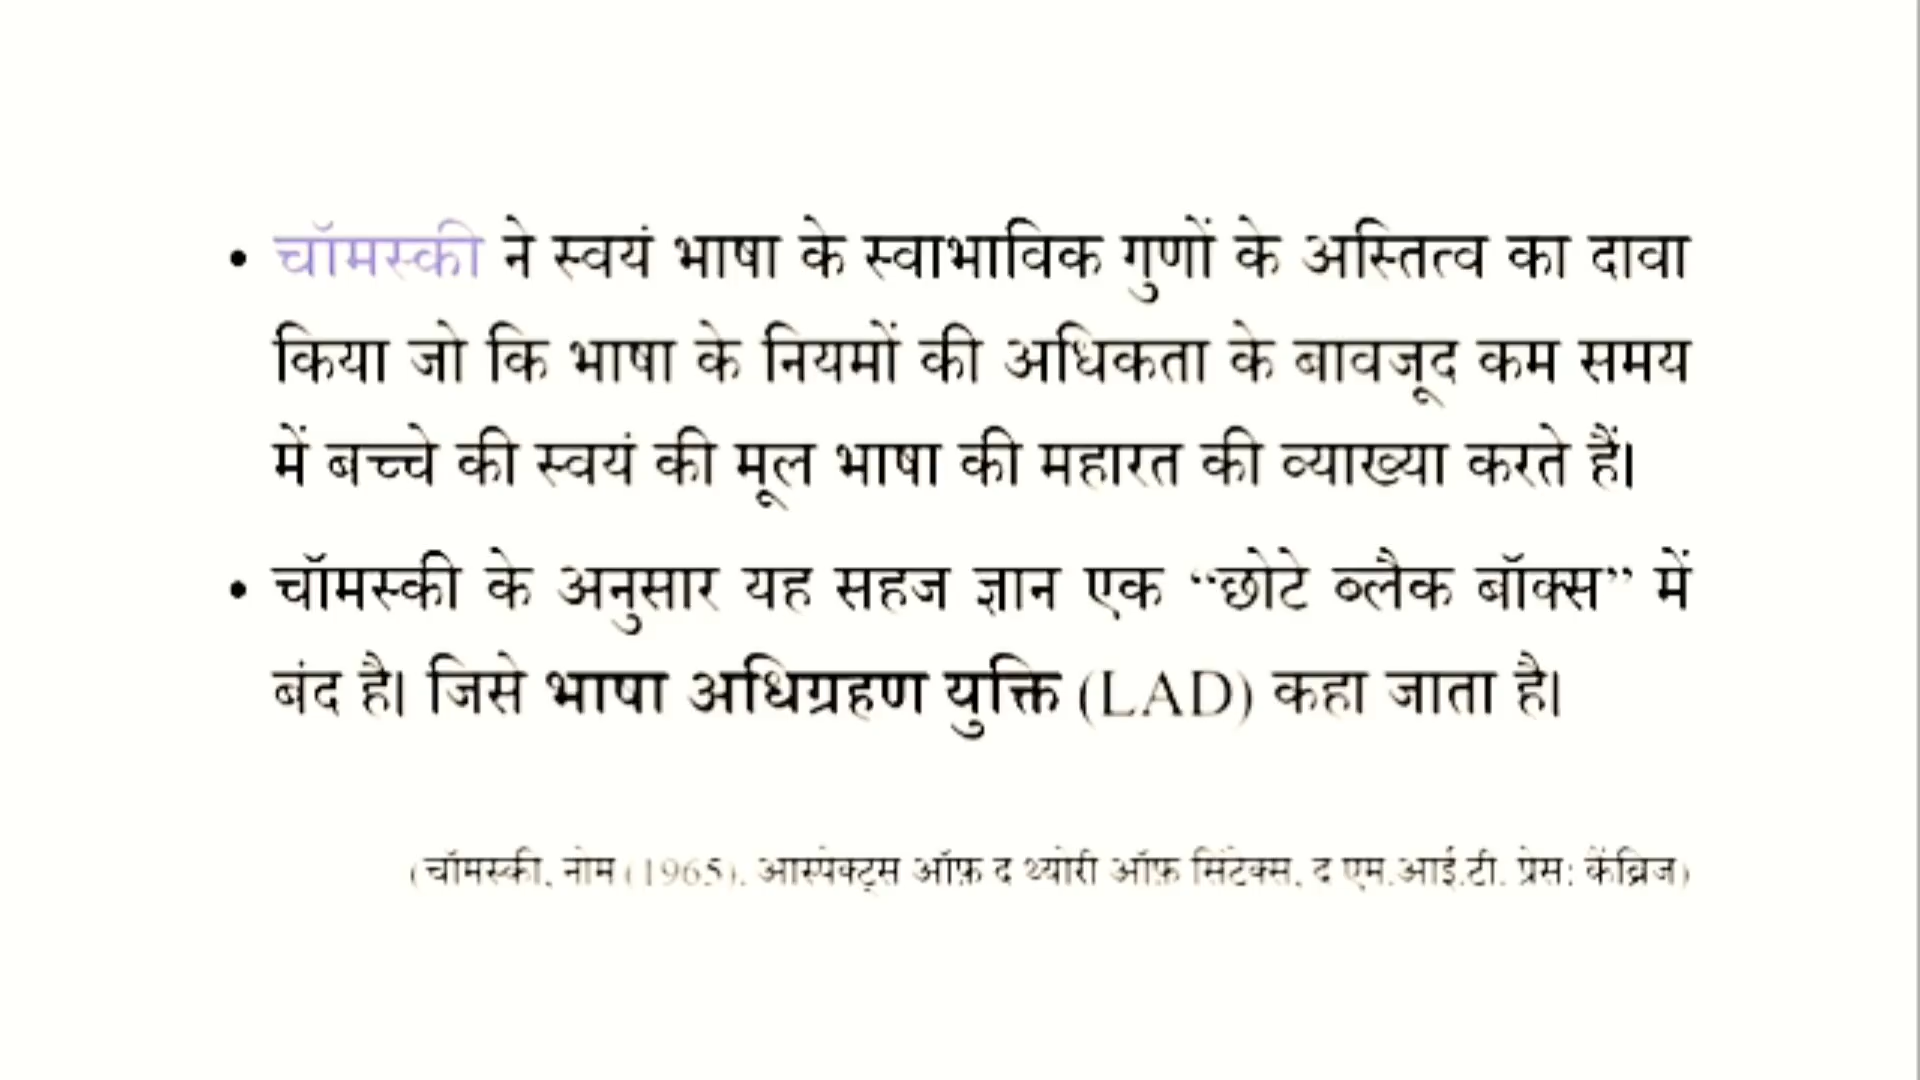 • चॉमस्की ने स्वयं भाषा के स्वाभाविक गुणों के अस्तित्व का दावा
किया जो कि भाषा के नियमों की अधिकता के बावजूद कम समय
में बच्चे की स्वयं की मूल भाषा की महारत की व्याख्या करते हैं।
• चॉमस्की के अनुसार यह सहज ज्ञान एक “छोटे ब्लैक बॉक्स” में
बंद है। जिसे भाषा अधिग्रहण युक्ति (LAD) कहा जाता है।
(चॉमस्की, नोम (1965). आस्पेक्ट्स ऑफ़ द थ्योरी ऑफ़ सिंटेक्स, द एम.आई.टी. प्रेस: केंब्रिज)